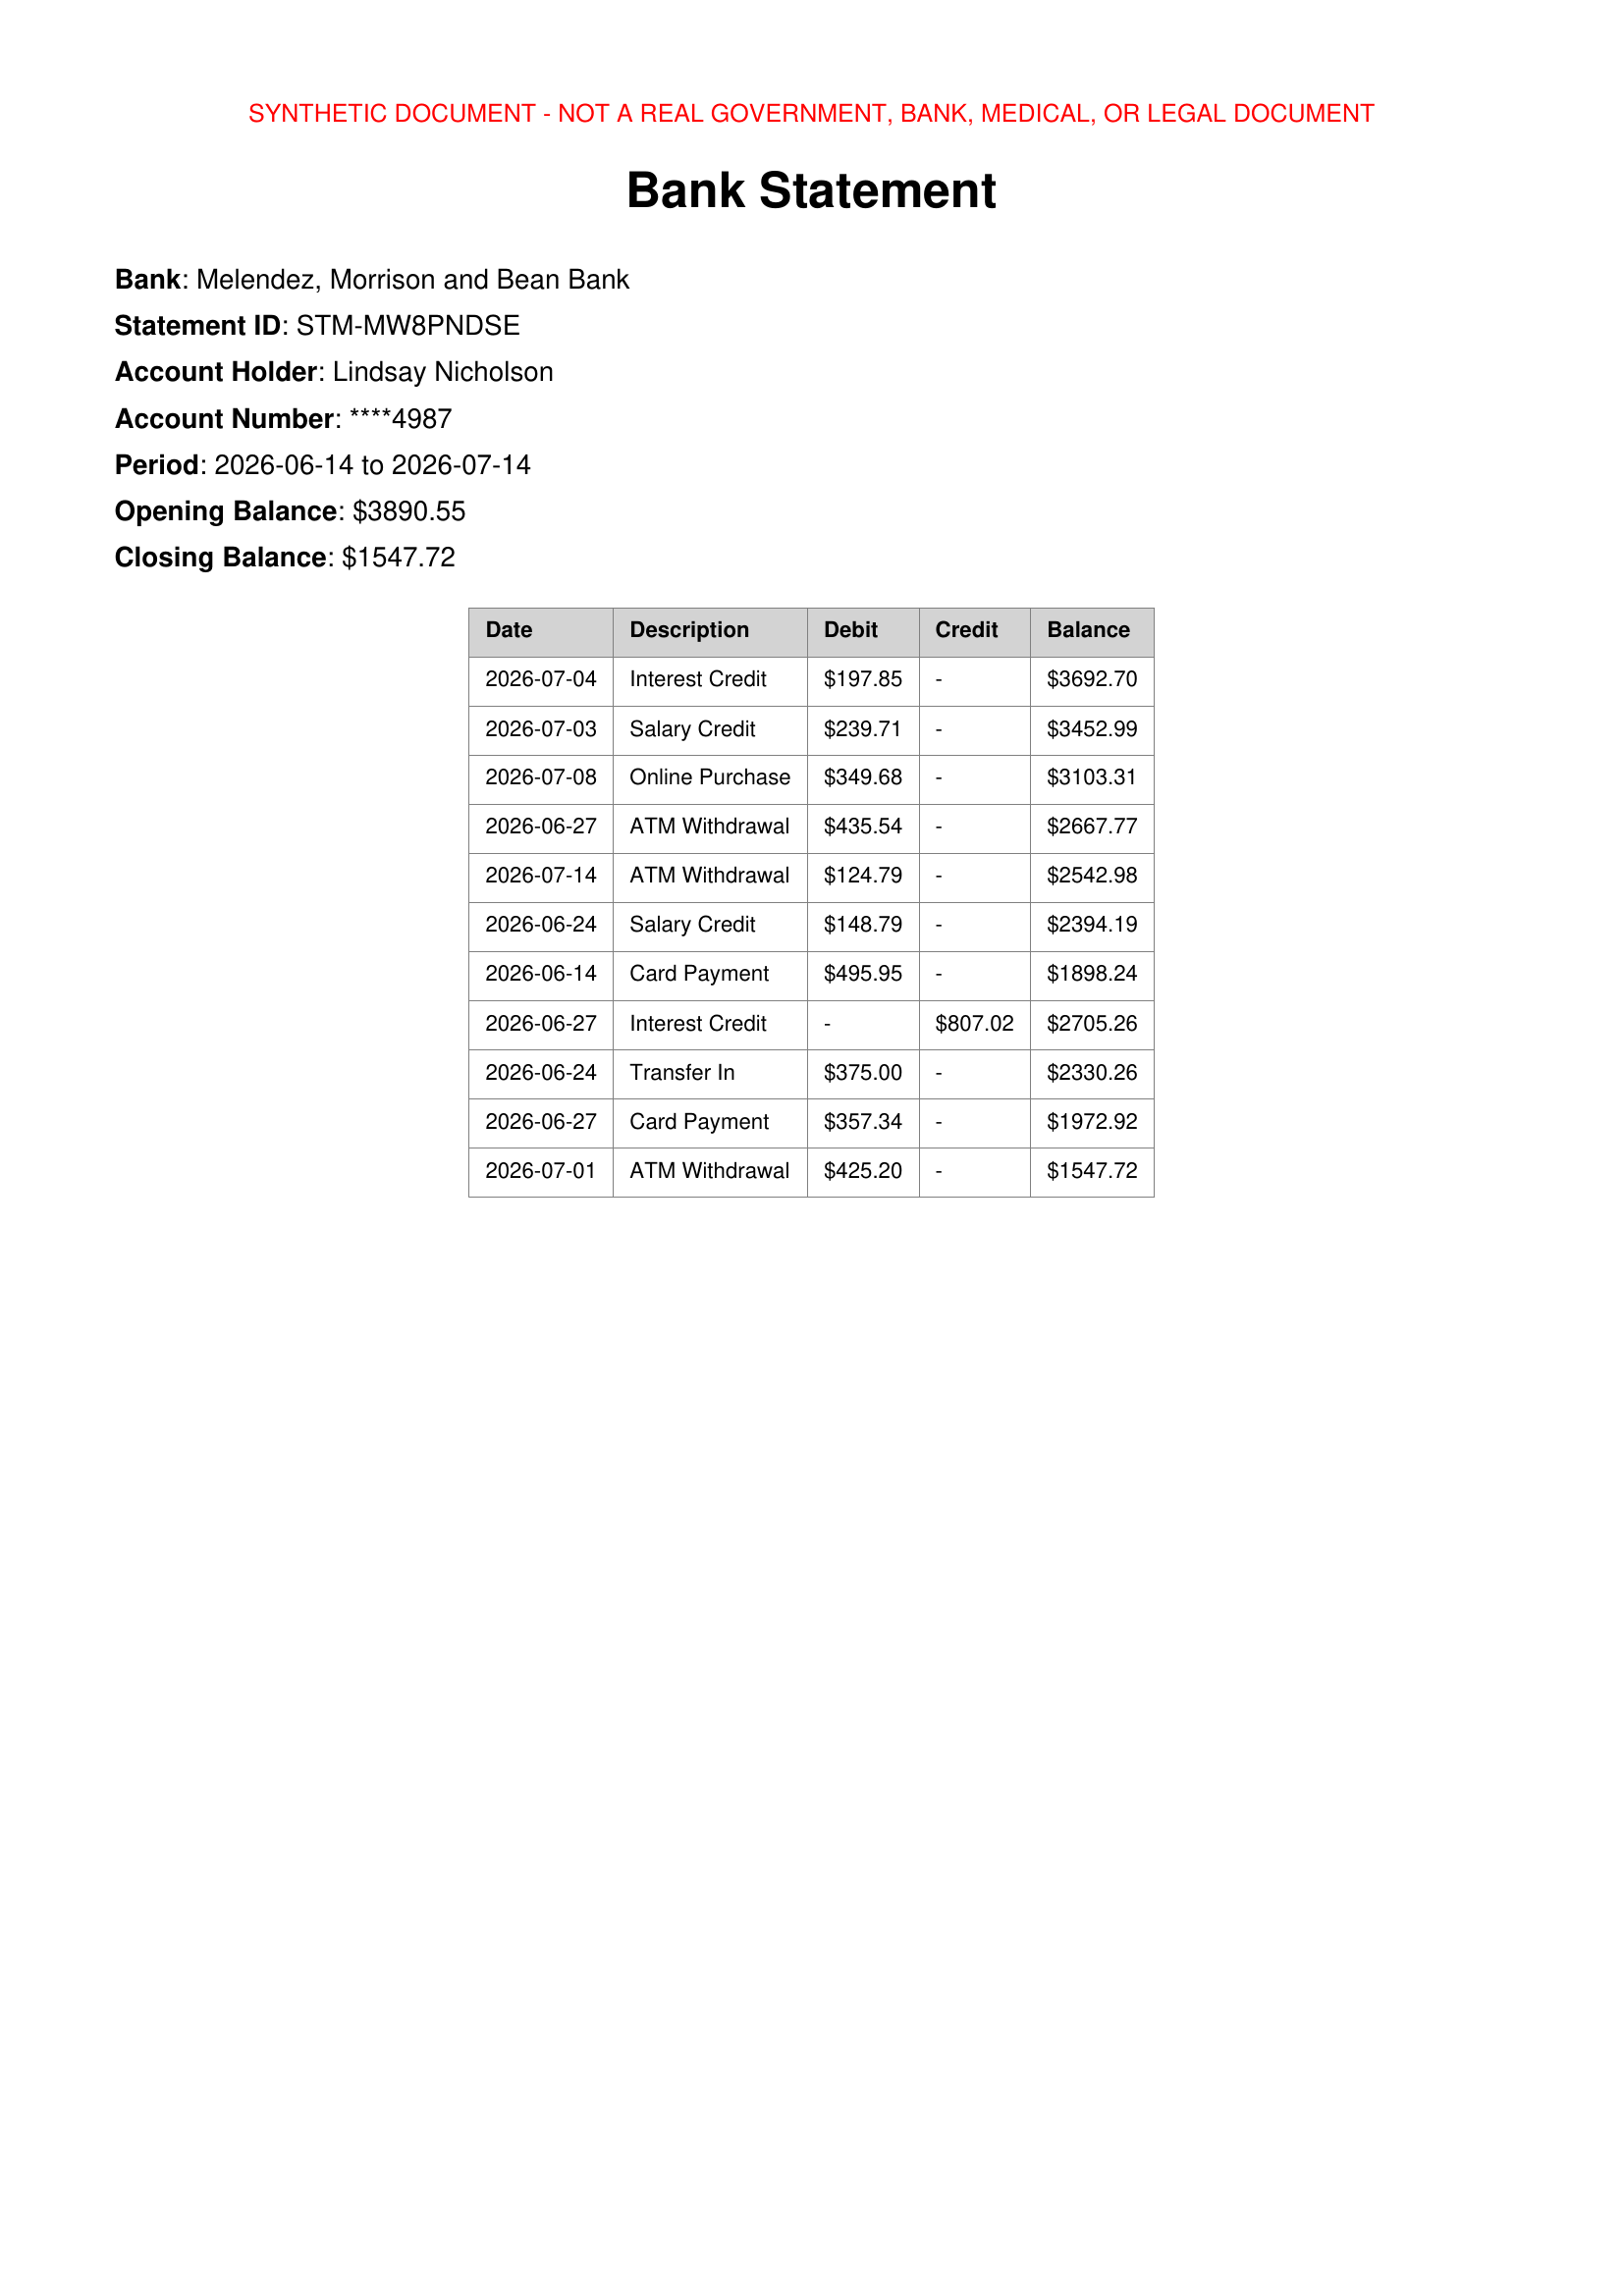 SYNTHETIC DOCUMENT - NOT A REAL GOVERNMENT, BANK, MEDICAL, OR LEGAL DOCUMENT
Bank Statement
Bank: Melendez, Morrison and Bean Bank
Statement ID: STM-MW8PNDSE
Account Holder: Lindsay Nicholson
Account Number: ****4987
Period: 2026-06-14 to 2026-07-14
Opening Balance: $3890.55
Closing Balance: $1547.72
Date Description Debit Credit Balance
2026-07-04 Interest Credit $197.85 - $3692.70
2026-07-03 Salary Credit $239.71 - $3452.99
2026-07-08 Online Purchase $349.68 - $3103.31
2026-06-27 ATM Withdrawal $435.54 - $2667.77
2026-07-14 ATM Withdrawal $124.79 - $2542.98
2026-06-24 Salary Credit $148.79 - $2394.19
2026-06-14 Card Payment $495.95 - $1898.24
2026-06-27 Interest Credit - $807.02 $2705.26
2026-06-24 Transfer In $375.00 - $2330.26
2026-06-27 Card Payment $357.34 - $1972.92
2026-07-01 ATM Withdrawal $425.20 - $1547.72